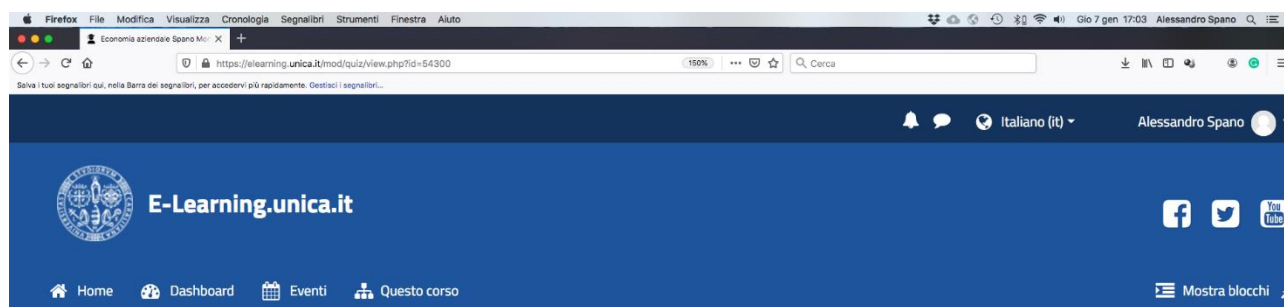 Firefox File Modifica Visualizza Cronologia Segnalibri Strumenti Finestra Aiuto Gio 7 gen 17:03 Alessandro Spano
Economia aziendale Spano Mor
https://elearning.unica.it/mod/quiz/view.php?id=54300 150% Cerca
Salva i tuoi segnalibri qui, nella Barra dei segnalibri, per accedervi più rapidamente. Gestisci i segnalibri...
Italiano (it) Alessandro Spano
E-Learning.unica.it
You
Tube
Home Dashboard Eventi Questo corso Mostra blocchi